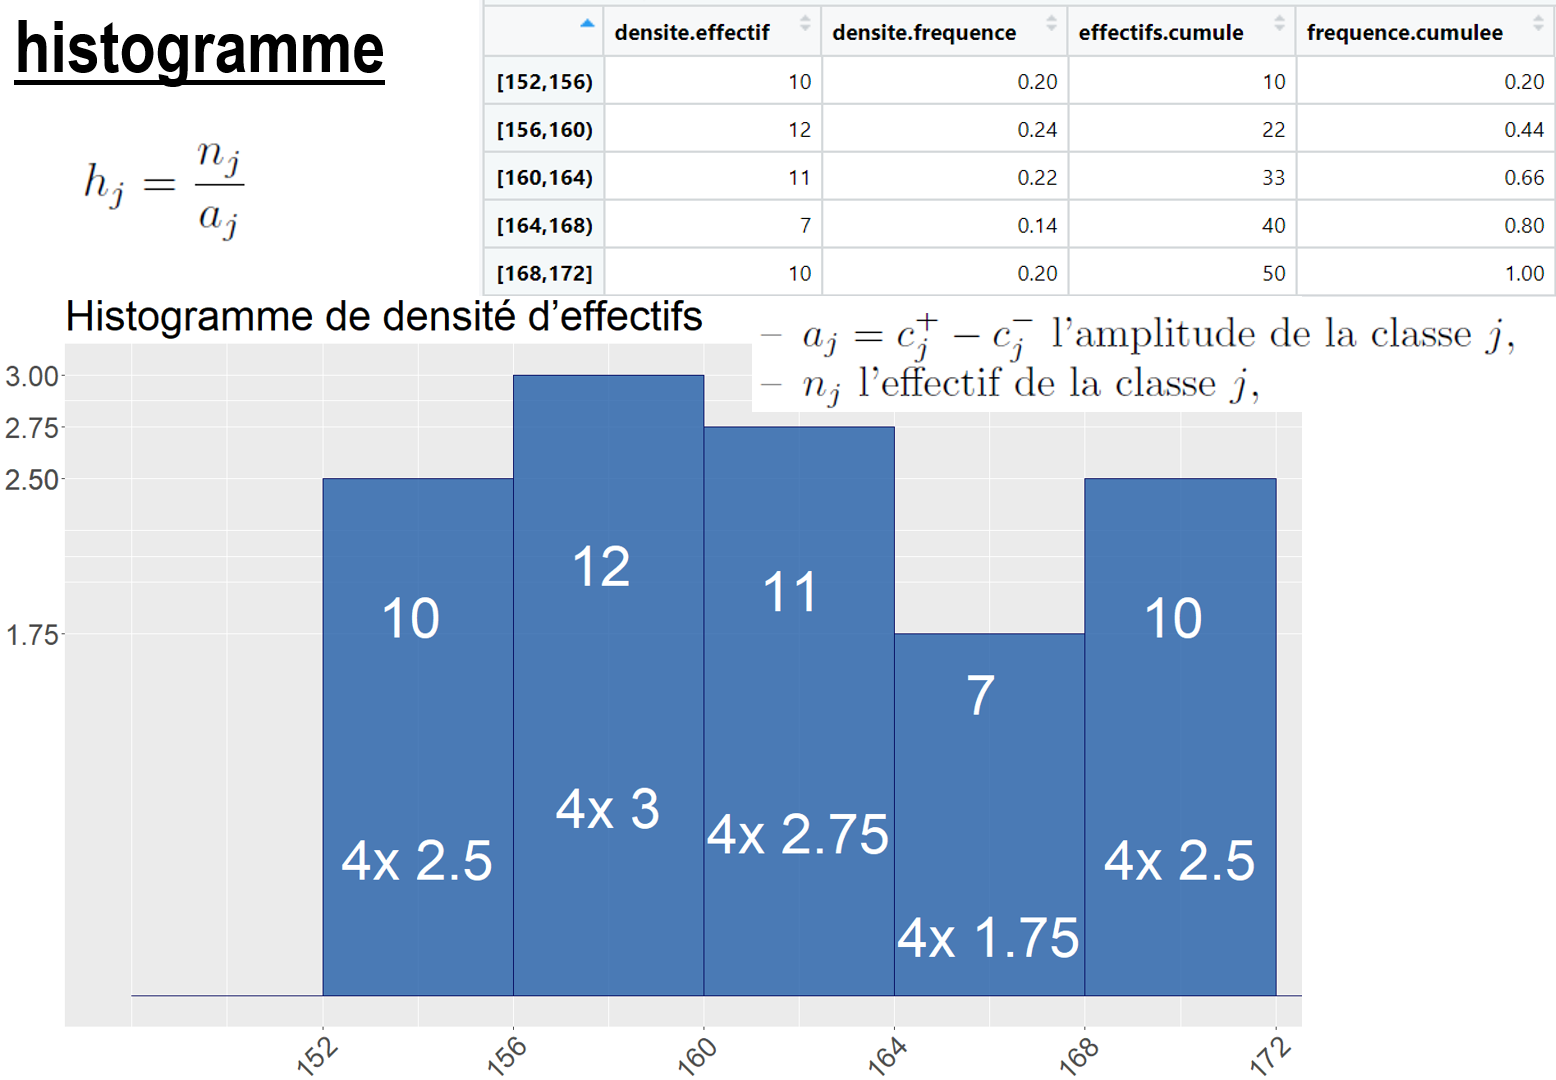 histogramme
densite.effectif densite.frequence effectifs.cumule frequence.cumulee
[152,156) 10 0.20 10 0.20
[156,160) 12 0.24 22 0.44
[160,164) 11 0.22 33 0.66
[164,168) 7 0.14 40 0.80
[168,172] 10 0.20 50 1.00
h_j = n_j / a_j
Histogramme de densité d’effectifs
– a_j = c_j^+ − c_j^- l'amplitude de la classe j,
– n_j l'effectif de la classe j,
3.00
2.75
2.50
1.75
10 12 11 7 10
4x 2.5 4x 3 4x 2.75 4x 1.75 4x 2.5
152 156 160 164 168 172